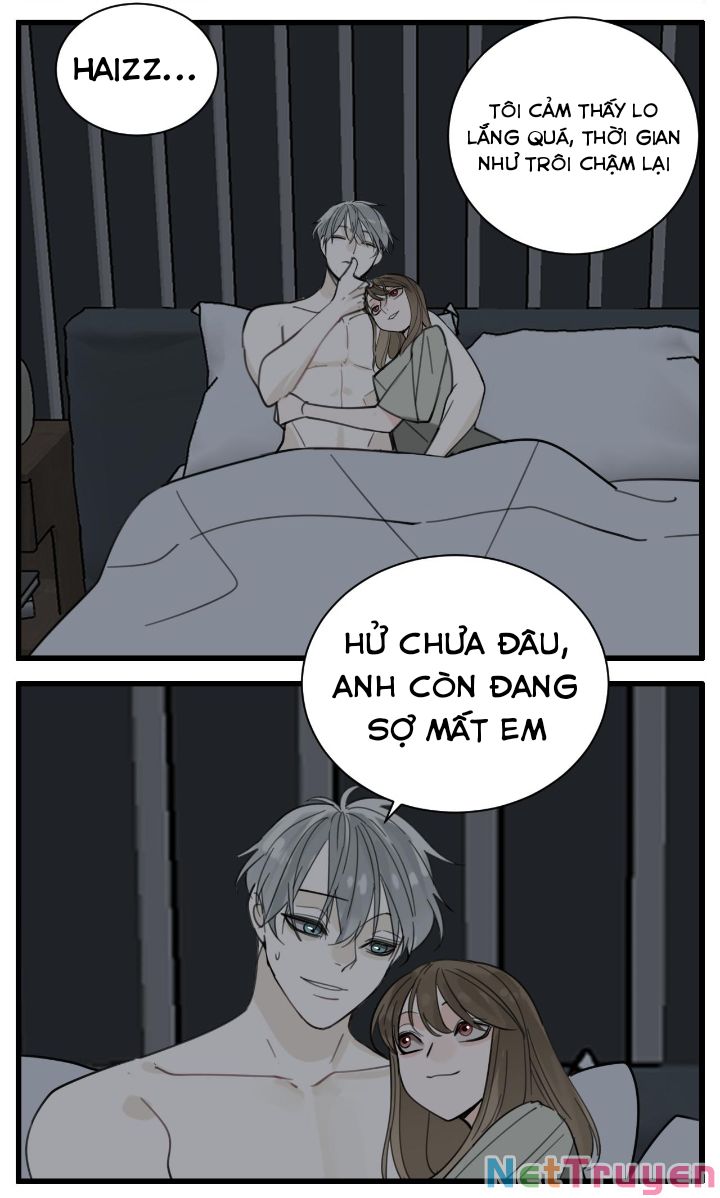 HAIZZ...
TÔI CẢM THẤY LO
LẮNG QUÁ, THỜI GIAN
NHƯ TRÔI CHẬM LẠI
HỬ CHƯA ĐÂU,
ANH CÒN ĐANG
SỢ MẤT EM
NetTruyen